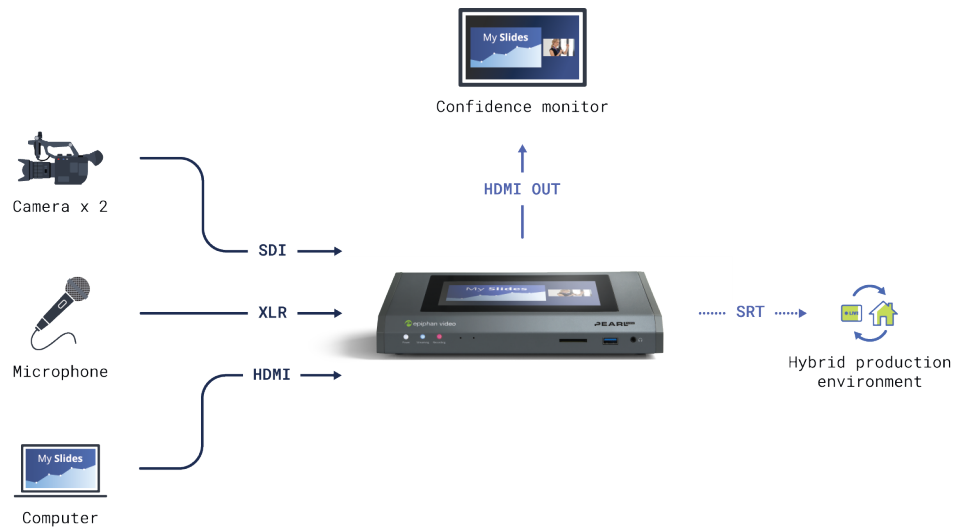 My Slides
Confidence monitor
HDMI OUT
Camera x 2
SDI
Microphone
XLR
My Slides
epiphan video
PEARL
SRT
LIVE
Hybrid production
environment
HDMI
My Slides
Computer